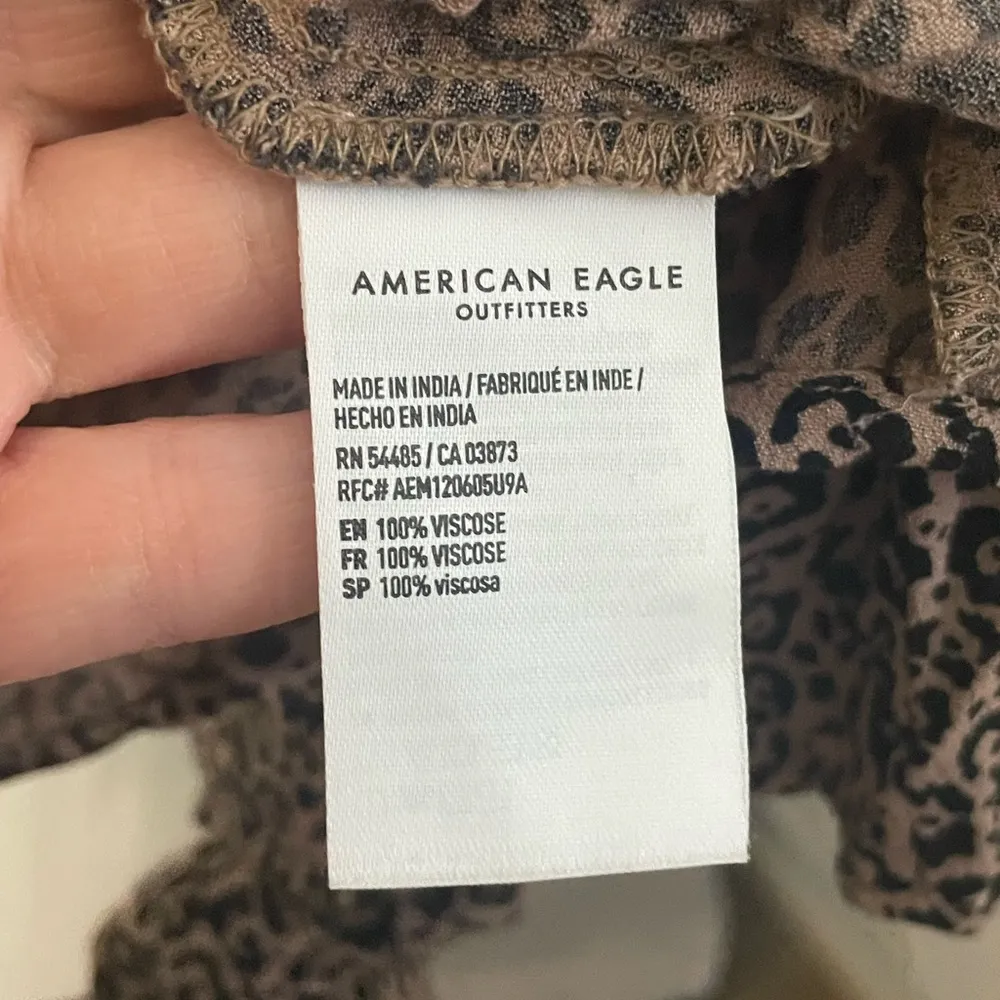 AMERICAN EAGLE
OUTFITTERS
MADE IN INDIA / FABRIQUÉ EN INDE /
HECHO EN INDIA
RN 54485 / CA 03873
RFC# AEM120605U9A
EN 100% VISCOSE
FR 100% VISCOSE
SP 100% viscosa